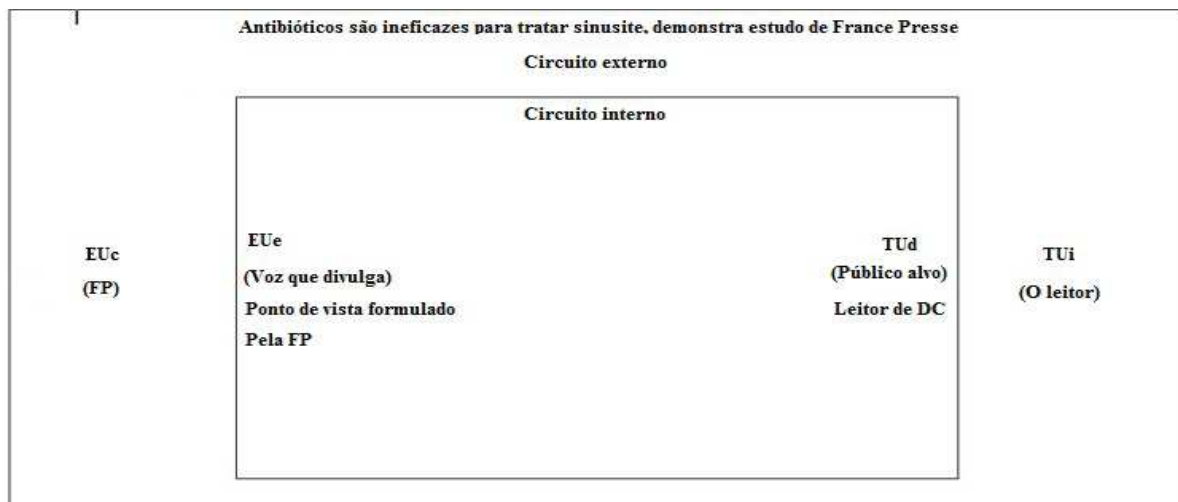 Antibióticos são ineficazes para tratar sinusite, demonstra estudo de France Presse
Circuito externo
Circuito interno
EUc
(FP)
EUe
(Voz que divulga)
Ponto de vista formulado
Pela FP
TUd
(Público alvo)
Leitor de DC
TUi
(O leitor)